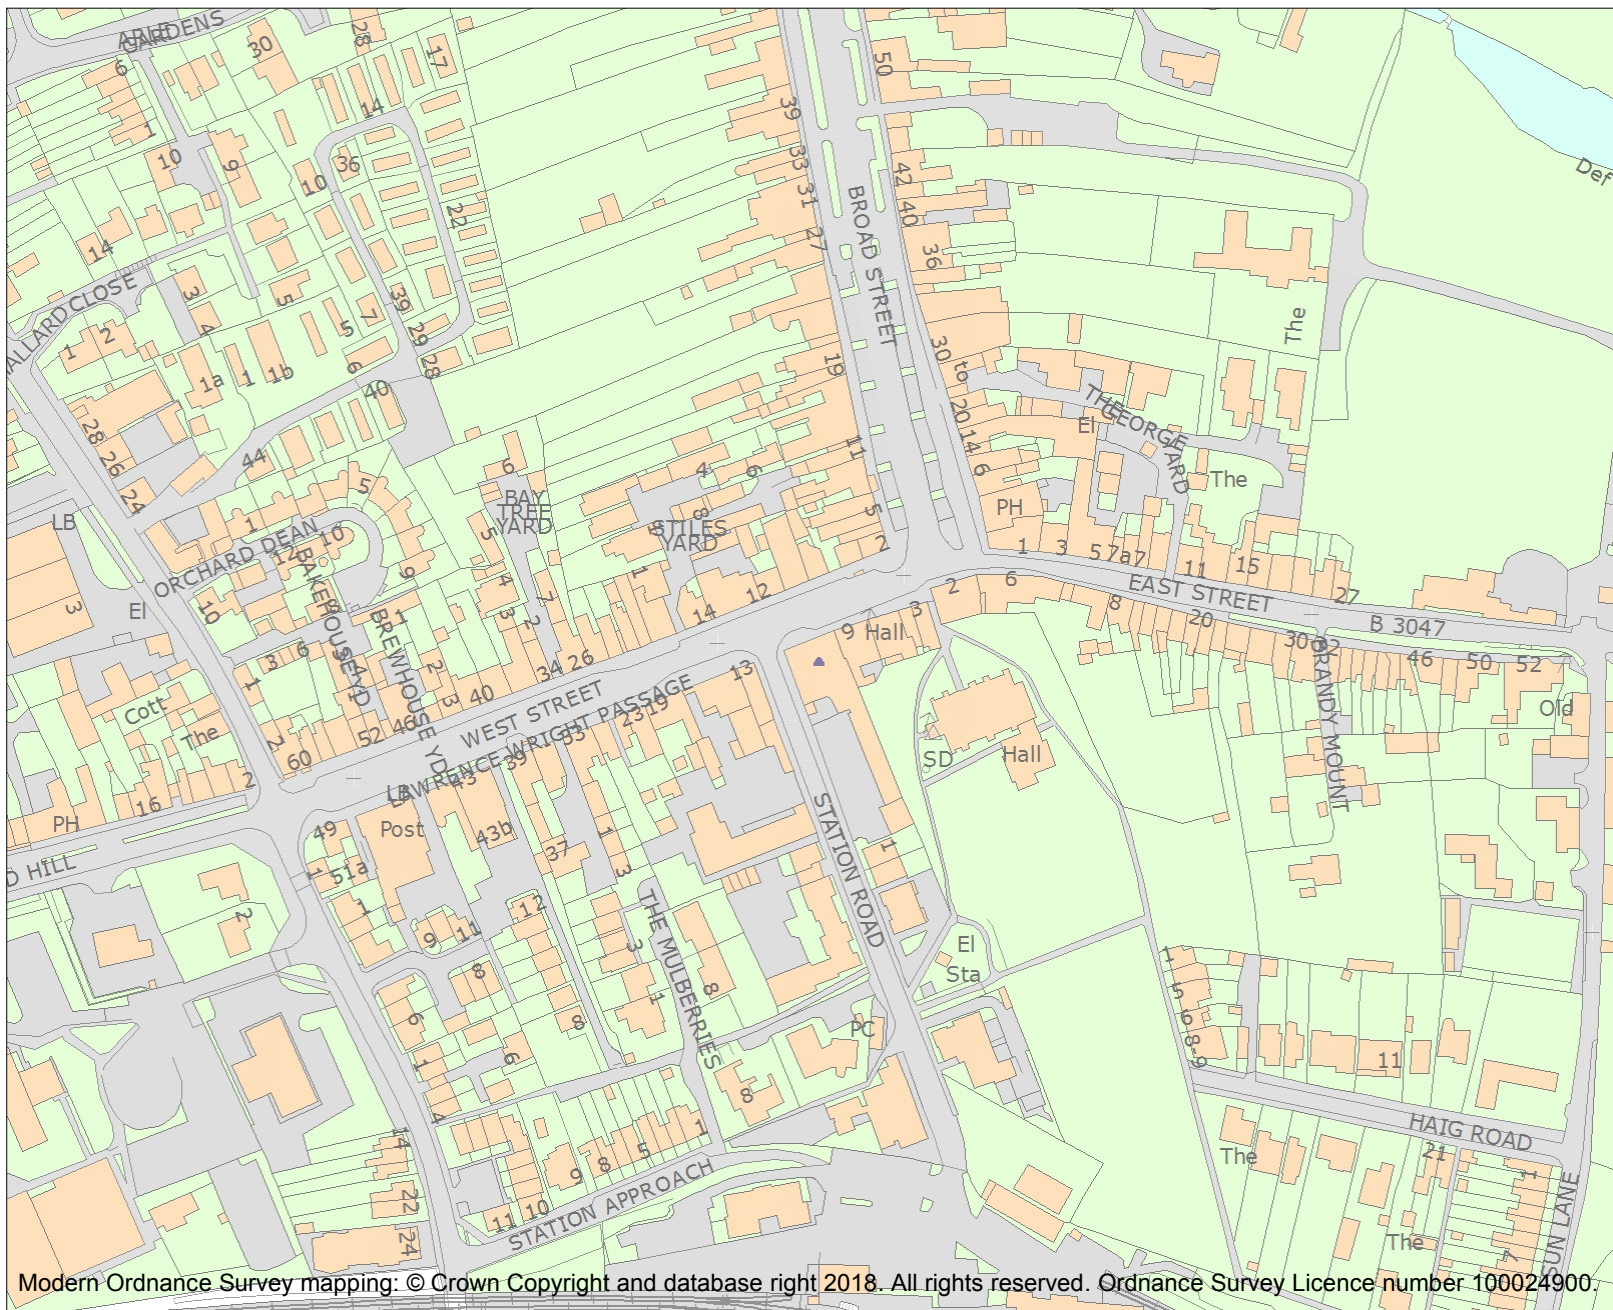 ARLE
GARDENS
6
30
28
17
50
14
39
1
10
9
36
10
33
31
42
40
Def
22
BROAD STREET
27
36
14
CLOSE
3
5
39
The
4
7
5
29
28
1
2
6
40
1a
1
1b
19
30 to
20
14
6
THE GEORGE
YARD
El
28
26
24
44
11
6
4
6
The
LB
5
BAY
TREE
YARD
8
STILES
YARD
5
PH
1
ORCHARD DEAN
12
10
5
2
1
3
5
7a
7
11
15
3
El
10
BAKEHOUSE YD
9
1
BREWHOUSE YD
4
3
7
2
1
14
12
2
6
8
EAST STREET
20
27
B 3047
3
6
1
9
Hall
3
34
26
13
30
32
BRANDY MOUNT
46
50
52
Cott
The
2
3
40
WEST STREET
LAWRENCE WRIGHT PASSAGE
23
19
Old
2
60
52
46
33
39
43
SD
Hall
2
16
PH
LB
Post
49
43b
37
1
3
STATION ROAD
1
D HILL
1
51a
1
2
12
9
11
THE MULBERRIES
3
8
1
El
Sta
1
5
6
8-9
8
6
8
PC
1
6
8
11
4
HAIG ROAD
21
The
14
1
5
8
9
1
22
10
11
STATION APPROACH
24
The
7
SUN LANE
Modern Ordnance Survey mapping: © Crown Copyright and database right 2018. All rights reserved. Ordnance Survey Licence number 100024900.